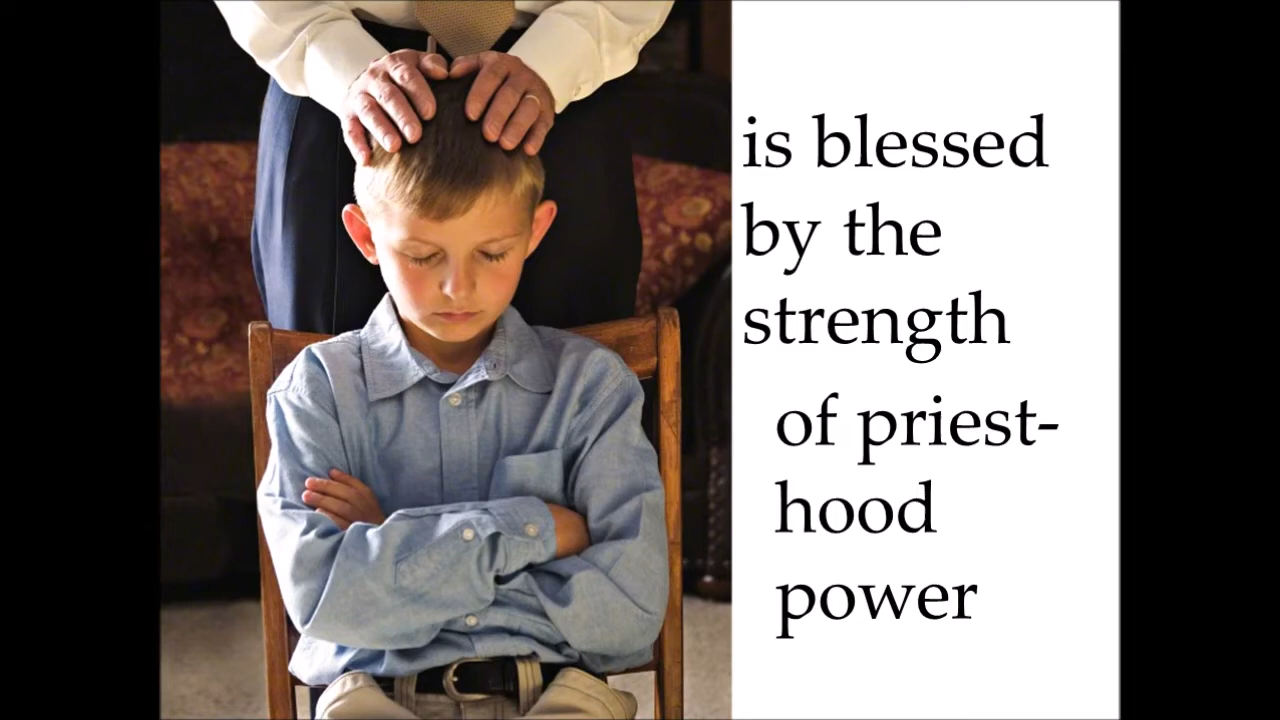 is blessed
by the
strength
of priest-
hood
power